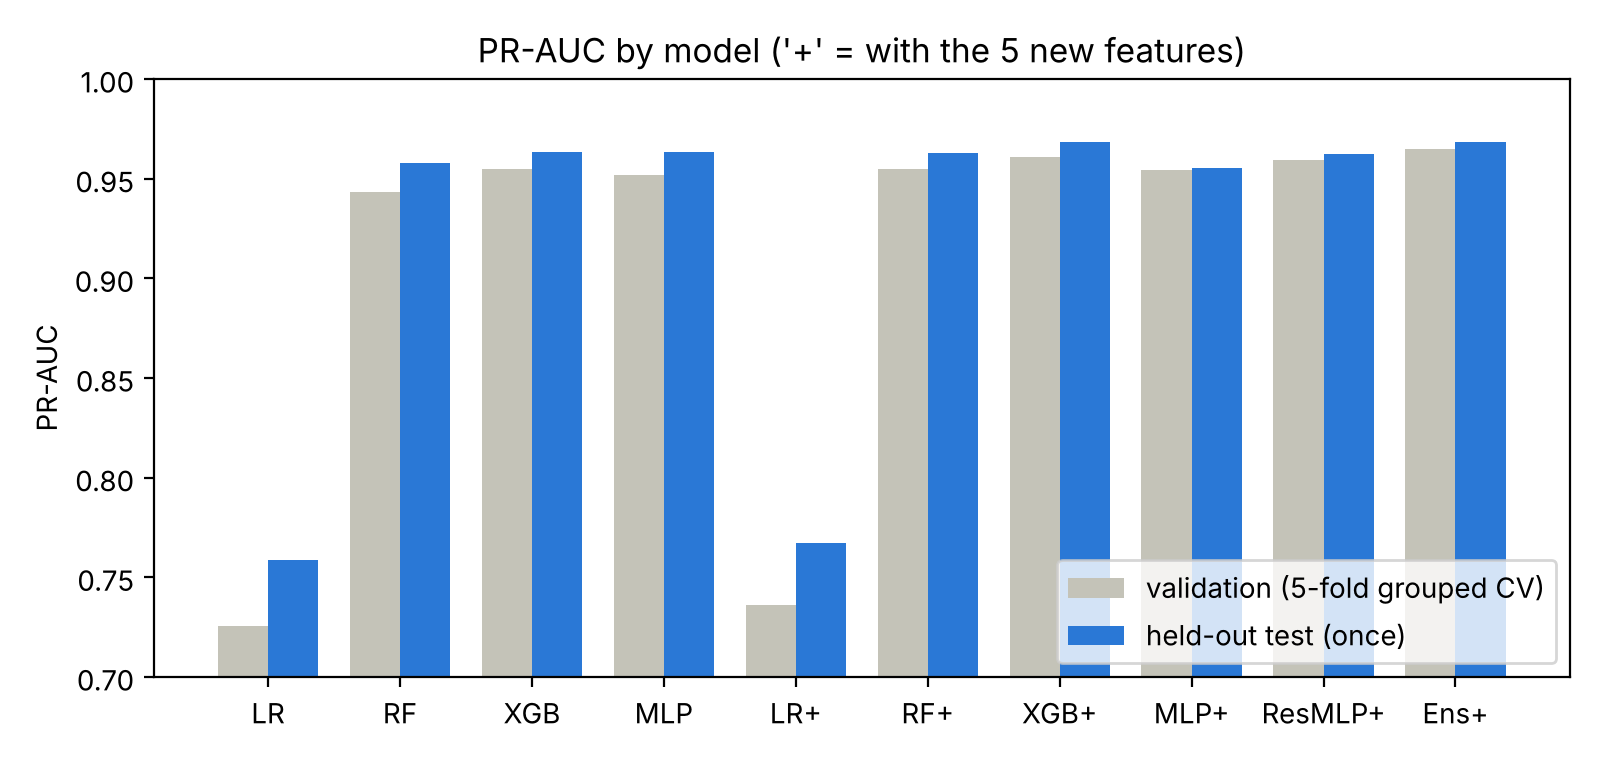 PR-AUC by model ('+' = with the 5 new features)
PR-AUC
1.00
0.95
0.90
0.85
0.80
0.75
0.70
validation (5-fold grouped CV)
held-out test (once)
LR RF XGB MLP LR+ RF+ XGB+ MLP+ ResMLP+ Ens+